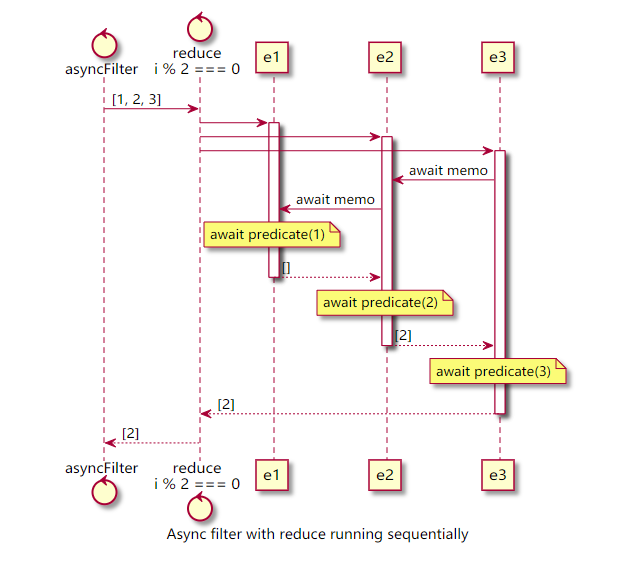 asyncFilter
reduce
i % 2 === 0
e1
e2
e3
[1, 2, 3]
await memo
await memo
await predicate(1)
[]
await predicate(2)
[2]
await predicate(3)
[2]
[2]
asyncFilter
reduce
i % 2 === 0
e1
e2
e3
Async filter with reduce running sequentially